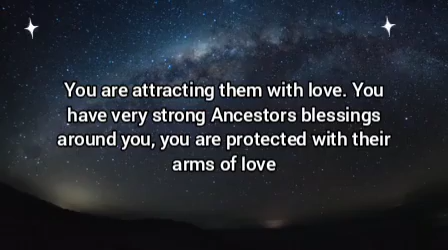 You are attracting them with love. You
have very strong Ancestors blessings
around you, you are protected with their
arms of love